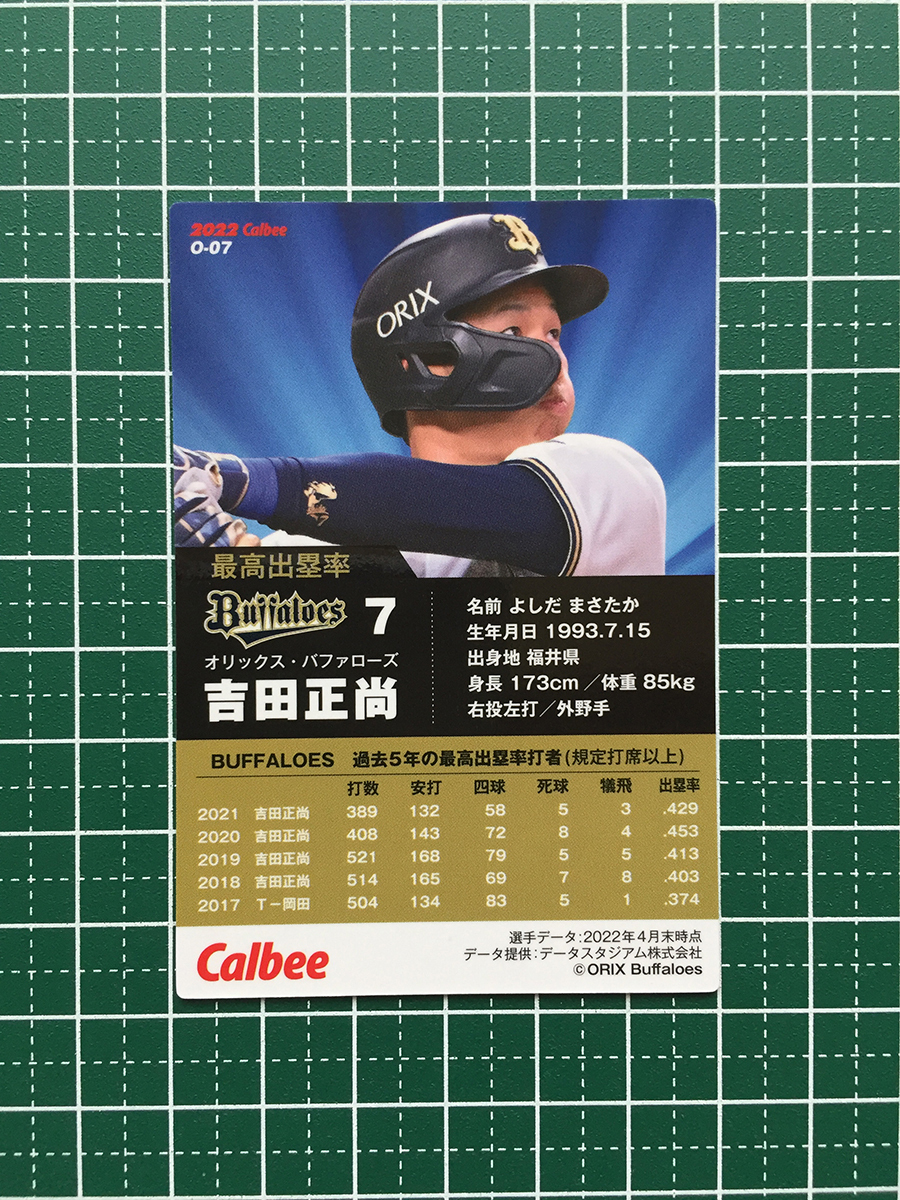 2022 Calbee
O-07
B
ORIX
最高出塁率
Buffaloes 7
オリックス・バファローズ
吉田正尚
名前 よしだ まさたか
生年月日 1993.7.15
出身地 福井県
身長 173cm／体重 85kg
右投左打／外野手
BUFFALOES 過去5年の最高出塁率打者(規定打席以上)
打数 安打 四球 死球 犠飛 出塁率
2021 吉田正尚 389 132 58 5 3 .429
2020 吉田正尚 408 143 72 8 4 .453
2019 吉田正尚 521 168 79 5 5 .413
2018 吉田正尚 514 165 69 7 8 .403
2017 T－岡田 504 134 83 5 1 .374
Calbee
選手データ:2022年4月末時点
データ提供:データスタジアム株式会社
©ORIX Buffaloes